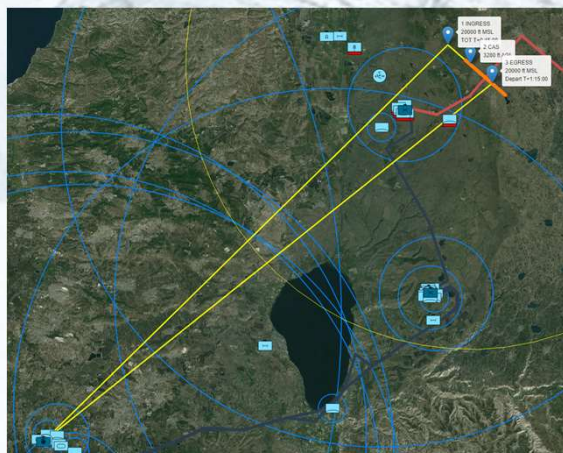 1 INGRESS
20000 ft MSL
2 CAS
3 EGRESS
20000 ft MSL
Depart T+1:15:00